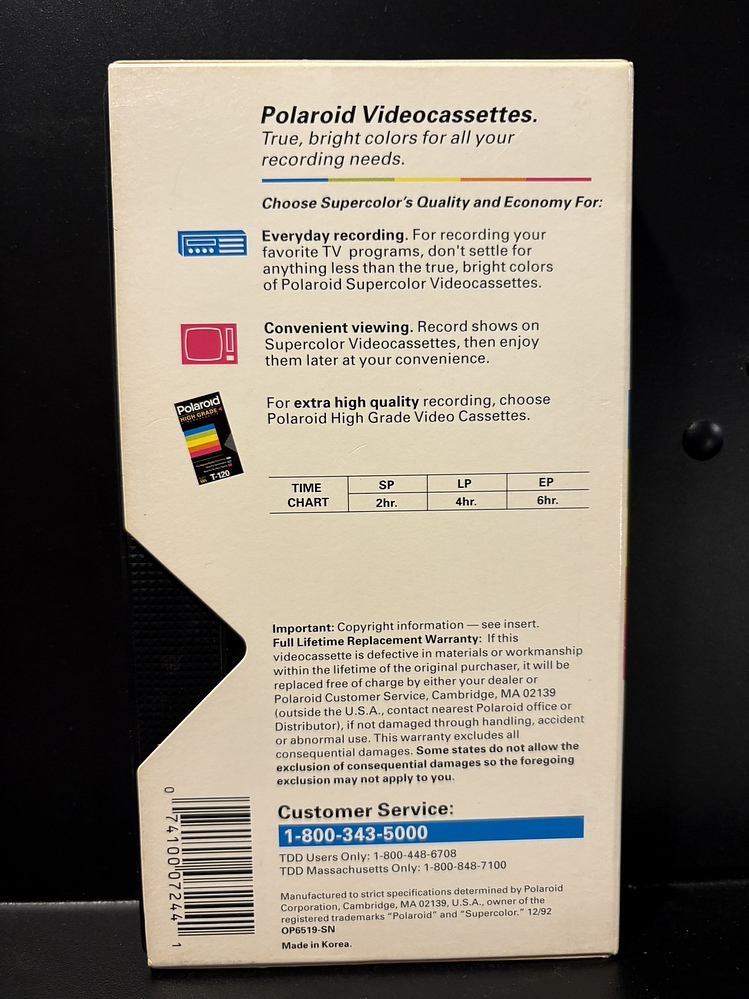 Polaroid Videocassettes.
True, bright colors for all your
recording needs.
Choose Supercolor's Quality and Economy For:
Everyday recording. For recording your
favorite TV programs, don't settle for
anything less than the true, bright colors
of Polaroid Supercolor Videocassettes.
Convenient viewing. Record shows on
Supercolor Videocassettes, then enjoy
them later at your convenience.
Polaroid
HIGH GRADE
T-120
For extra high quality recording, choose
Polaroid High Grade Video Cassettes.
TIME CHART SP LP EP
2hr. 4hr. 6hr.
Important: Copyright information — see insert.
Full Lifetime Replacement Warranty: If this
videocassette is defective in materials or workmanship
within the lifetime of the original purchaser, it will be
replaced free of charge by either your dealer or
Polaroid Customer Service, Cambridge, MA 02139
(outside the U.S.A., contact nearest Polaroid office or
Distributor), if not damaged through handling, accident
or abnormal use. This warranty excludes all
consequential damages. Some states do not allow the
exclusion of consequential damages so the foregoing
exclusion may not apply to you.
Customer Service:
1-800-343-5000
TDD Users Only: 1-800-448-6708
TDD Massachusetts Only: 1-800-848-7100
Manufactured to strict specifications determined by Polaroid
Corporation, Cambridge, MA 02139, U.S.A., owner of the
registered trademarks "Polaroid" and "Supercolor." 12/92
OP6519-SN
Made in Korea.
0 74100 07244 1